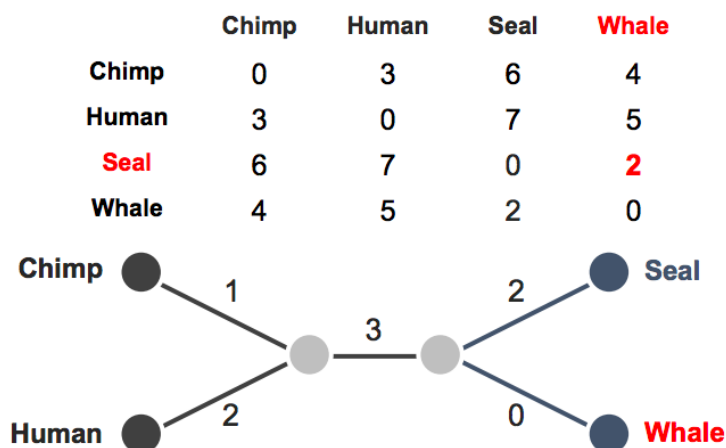 Chimp Human Seal Whale
Chimp 0 3 6 4
Human 3 0 7 5
Seal 6 7 0 2
Whale 4 5 2 0
Chimp 1 3 2 Seal
Human 2 0 Whale